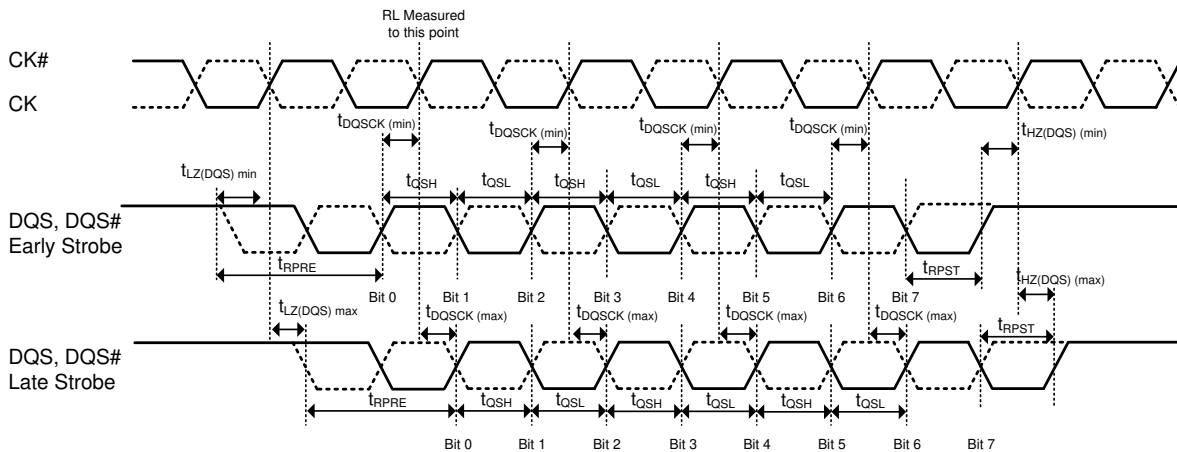 RL Measured
to this point
CK#
CK
tDQSCK (min) tDQSCK (min) tDQSCK (min) tDQSCK (min) tHZ(DQS) (min)
tLZ(DQS) min
tQSH tQSL tQSH tQSL tQSH tQSL
DQS, DQS#
Early Strobe
tRPRE tRPST tHZ(DQS) (max)
Bit 0 Bit 1 Bit 2 Bit 3 Bit 4 Bit 5 Bit 6 Bit 7
tLZ(DQS) max tDQSCK (max) tDQSCK (max) tDQSCK (max) tDQSCK (max)
tRPST
DQS, DQS#
Late Strobe
tRPRE tQSH tQSL tQSH tQSL tQSH tQSL
Bit 0 Bit 1 Bit 2 Bit 3 Bit 4 Bit 5 Bit 6 Bit 7